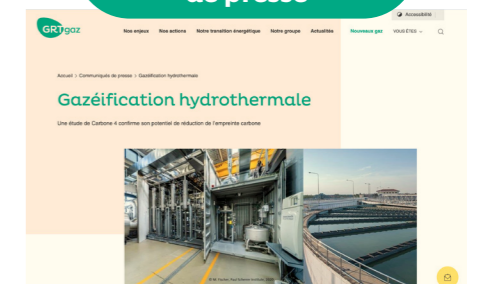 de presse
Accessibilité
GRTgaz
Nos enjeux Nos actions Notre transition énergétique Notre groupe Actualités Nouveaux gaz VOUS ÊTES
Accueil > Communiqués de presse > Gazéification hydrothermale
Gazéification hydrothermale
Une étude de Carbone 4 confirme son potentiel de réduction de l'empreinte carbone